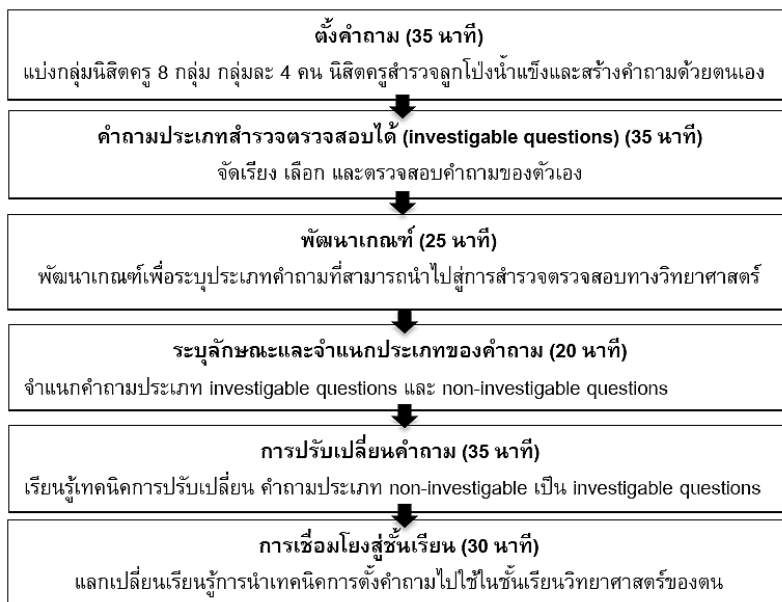 ตั้งคำถาม (35 นาที)
แบ่งกลุ่มนิสิตครู 8 กลุ่ม กลุ่มละ 4 คน นิสิตครูสำรวจลูกโป่งน้ำแข็งและสร้างคำถามด้วยตนเอง
คำถามประเภทสำรวจตรวจสอบได้ (investigable questions) (35 นาที)
จัดเรียง เลือก และตรวจสอบคำถามของตัวเอง
พัฒนาเกณฑ์ (25 นาที)
พัฒนาเกณฑ์เพื่อระบุประเภทคำถามที่สามารถนำไปสู่การสำรวจตรวจสอบทางวิทยาศาสตร์
ระบุลักษณะและจำแนกประเภทของคำถาม (20 นาที)
จำแนกคำถามประเภท investigable questions และ non-investigable questions
การปรับเปลี่ยนคำถาม (35 นาที)
เรียนรู้เทคนิคการปรับเปลี่ยน คำถามประเภท non-investigable เป็น investigable questions
การเชื่อมโยงสู่ชั้นเรียน (30 นาที)
แลกเปลี่ยนเรียนรู้การนำเทคนิคการตั้งคำถามไปใช้ในชั้นเรียนวิทยาศาสตร์ของตน